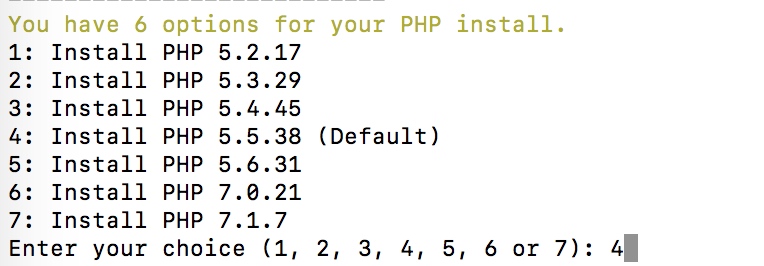 You have 6 options for your PHP install.
1: Install PHP 5.2.17
2: Install PHP 5.3.29
3: Install PHP 5.4.45
4: Install PHP 5.5.38 (Default)
5: Install PHP 5.6.31
6: Install PHP 7.0.21
7: Install PHP 7.1.7
Enter your choice (1, 2, 3, 4, 5, 6 or 7): 4